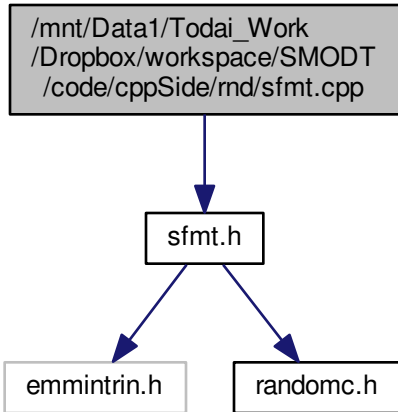 /mnt/Data1/Todai_Work
/Dropbox/workspace/SMODT
/code/cppSide/rnd/sfmt.cpp
sfmt.h
emmintrin.h
randomc.h